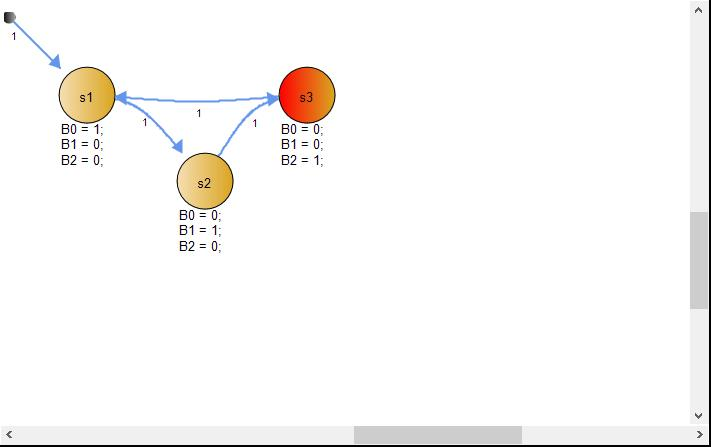 1
s1
B0 = 1;
B1 = 0;
B2 = 0;
1
s3
B0 = 0;
B1 = 0;
B2 = 1;
1
1
s2
B0 = 0;
B1 = 1;
B2 = 0;